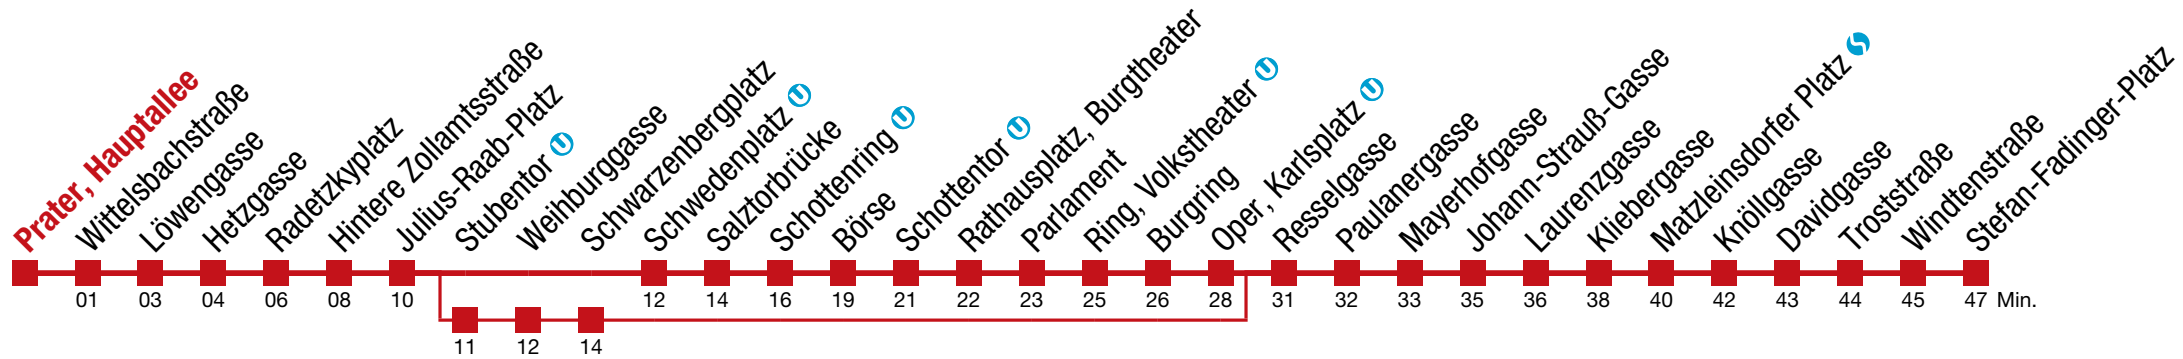 Prater, Hauptallee
Wittelsbachstraße
Löwengasse
Hetzgasse
Radetzkyplatz
Hintere Zollamtsstraße
Julius-Raab-Platz
Stubentor U
Weihburggasse
Schwarzenbergplatz
Schwedenplatz U
Salztorbrücke
Schottenring U
Börse
Schottentor U
Rathausplatz, Burgtheater
Parlament
Ring, Volkstheater U
Burgring
Oper, Karlsplatz U
Resselgasse
Paulanergasse
Mayerhofgasse
Johann-Strauß-Gasse
Laurenzgasse
Kliebergasse
Matzleinsdorfer Platz S
Knöllgasse
Davidgasse
Troststraße
Windtenstraße
Stefan-Fadinger-Platz
01 03 04 06 08 10 12 14 16 19 21 22 23 25 26 28 31 32 33 35 36 38 40 42 43 44 45 47 Min.
11 12 14